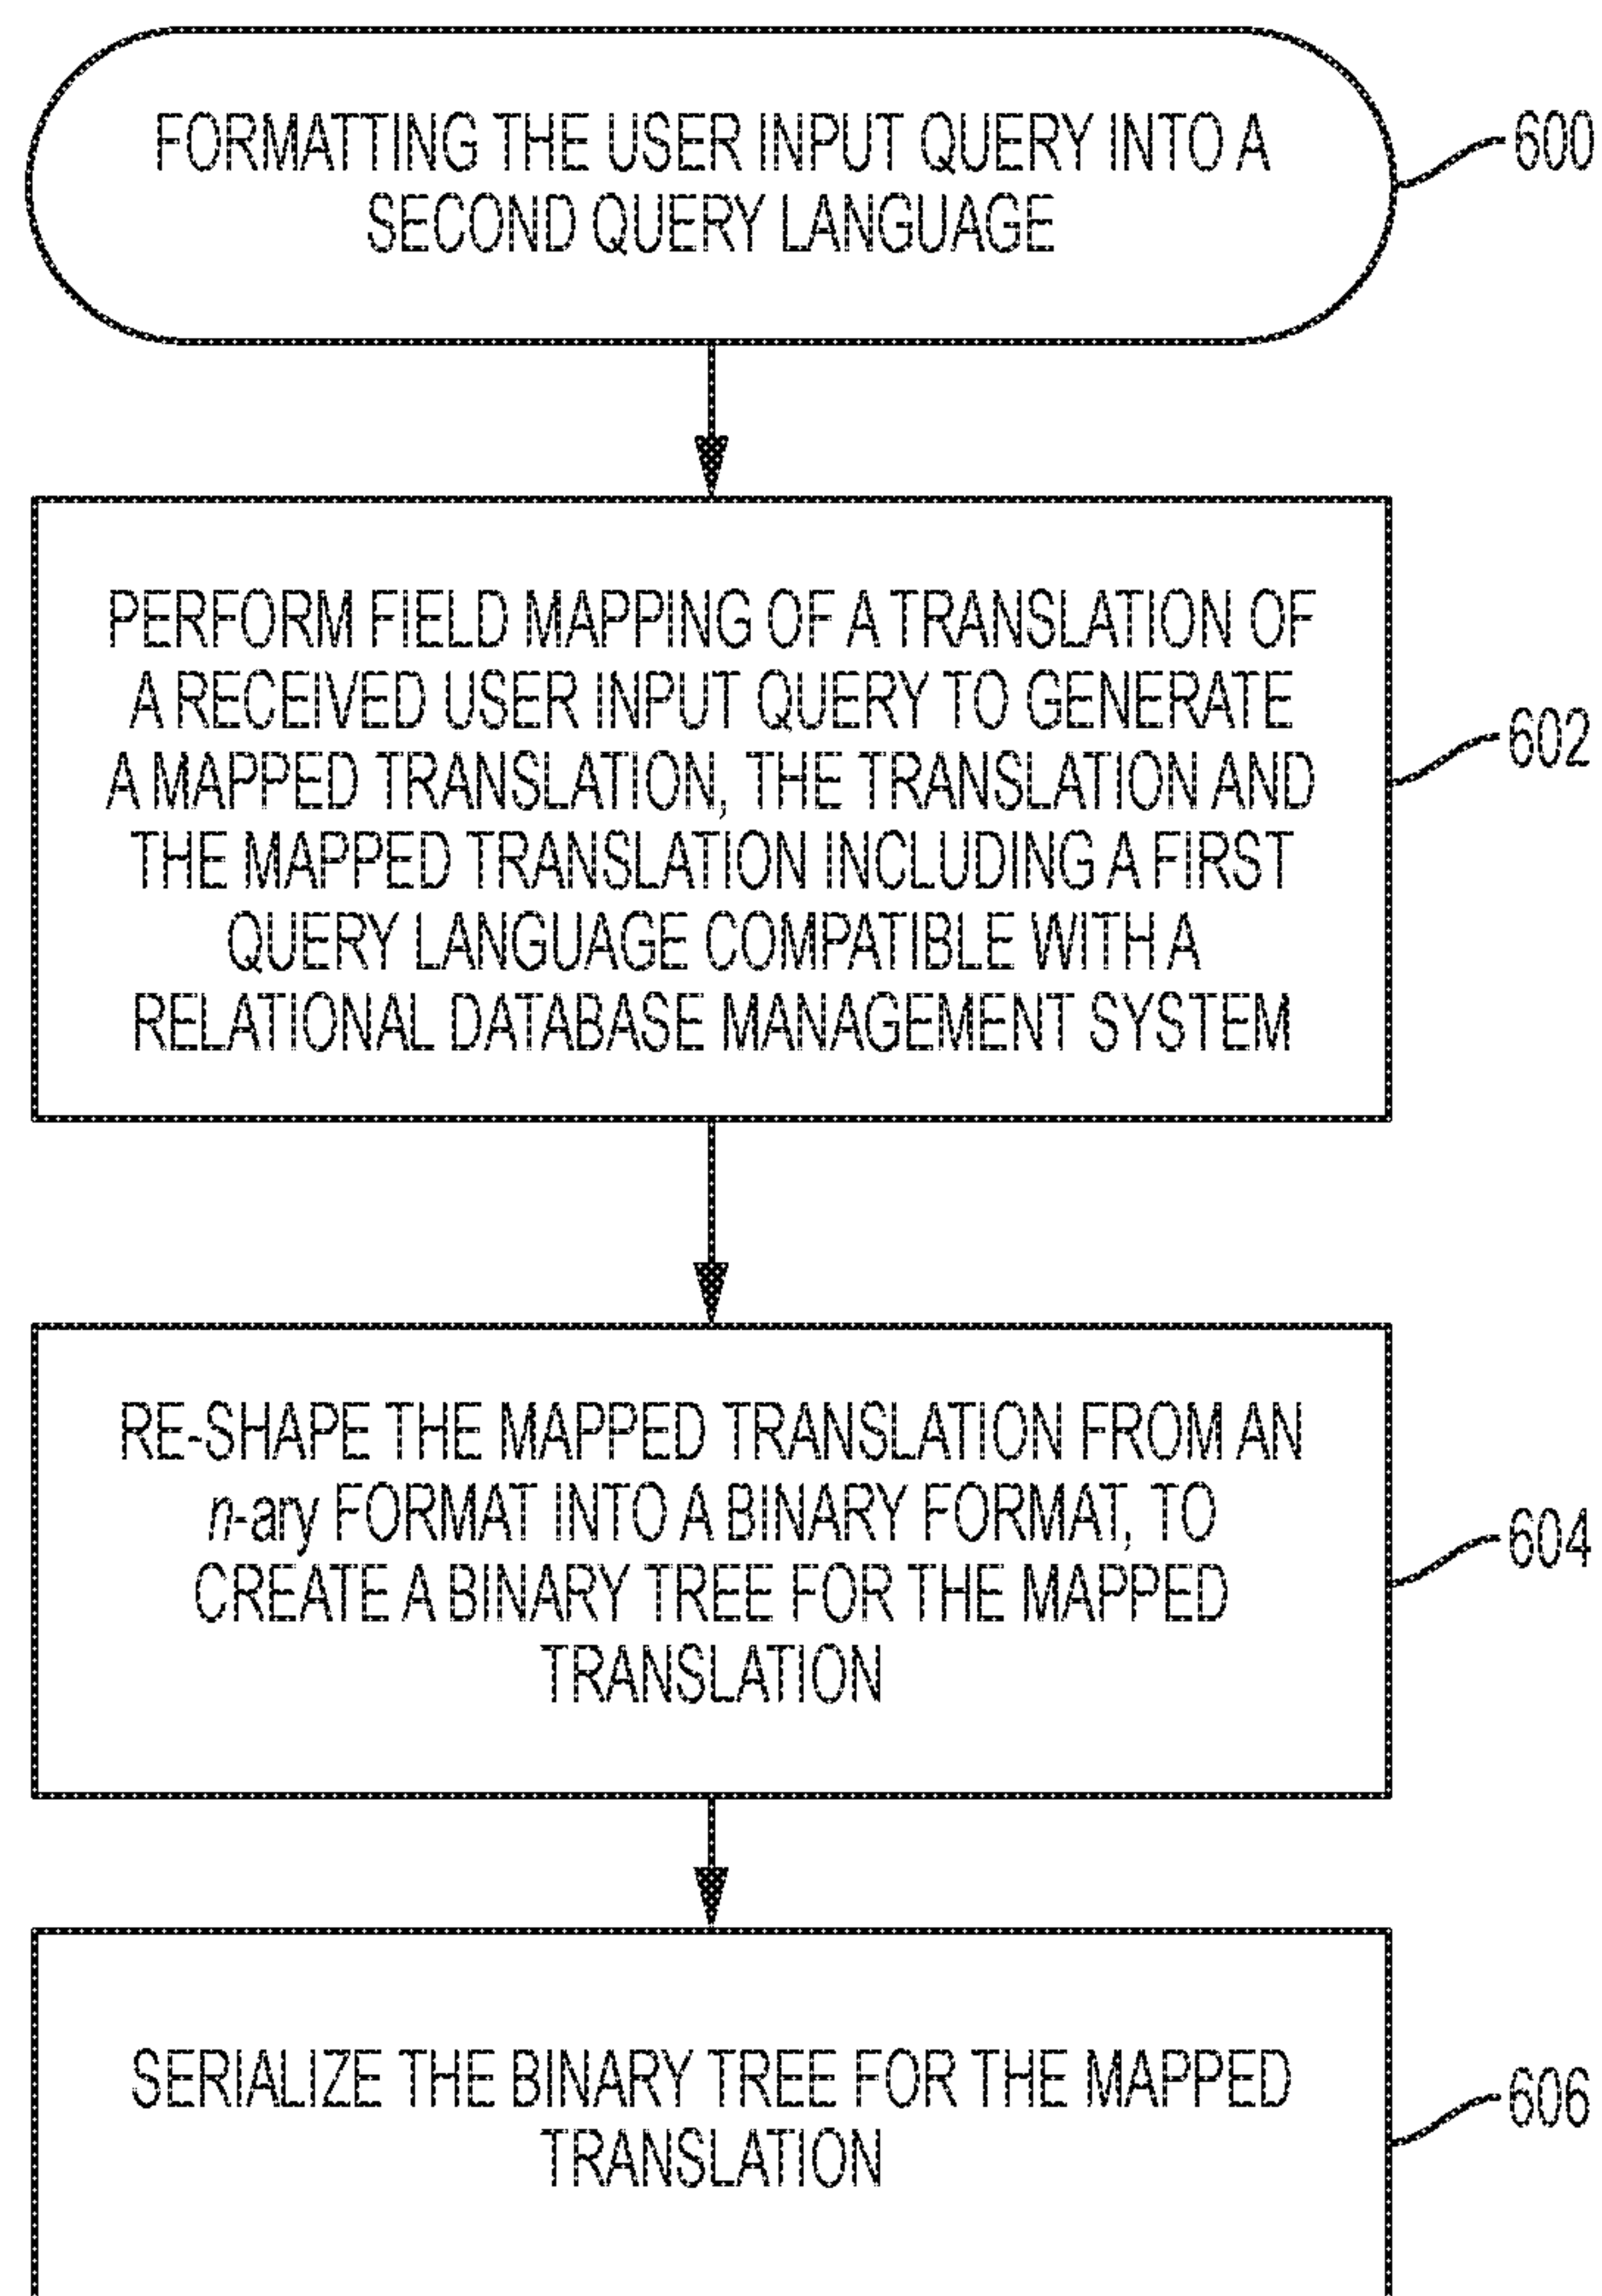 FORMATTING THE USER INPUT QUERY INTO A
SECOND QUERY LANGUAGE
600
PERFORM FIELD MAPPING OF A TRANSLATION OF
A RECEIVED USER INPUT QUERY TO GENERATE
A MAPPED TRANSLATION, THE TRANSLATION AND
THE MAPPED TRANSLATION INCLUDING A FIRST
QUERY LANGUAGE COMPATIBLE WITH A
RELATIONAL DATABASE MANAGEMENT SYSTEM
602
RE-SHAPE THE MAPPED TRANSLATION FROM AN
n-ary FORMAT INTO A BINARY FORMAT, TO
CREATE A BINARY TREE FOR THE MAPPED
TRANSLATION
604
SERIALIZE THE BINARY TREE FOR THE MAPPED
TRANSLATION
606